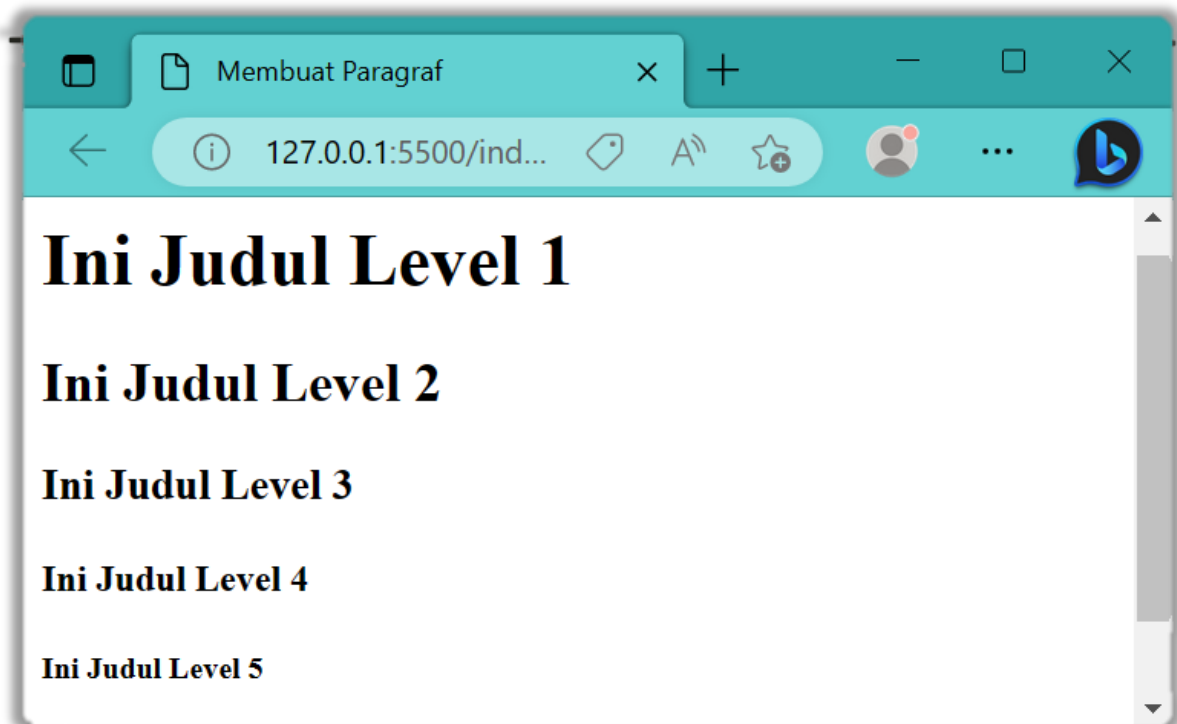 Membuat Paragraf
127.0.0.1:5500/ind...
Ini Judul Level 1
Ini Judul Level 2
Ini Judul Level 3
Ini Judul Level 4
Ini Judul Level 5